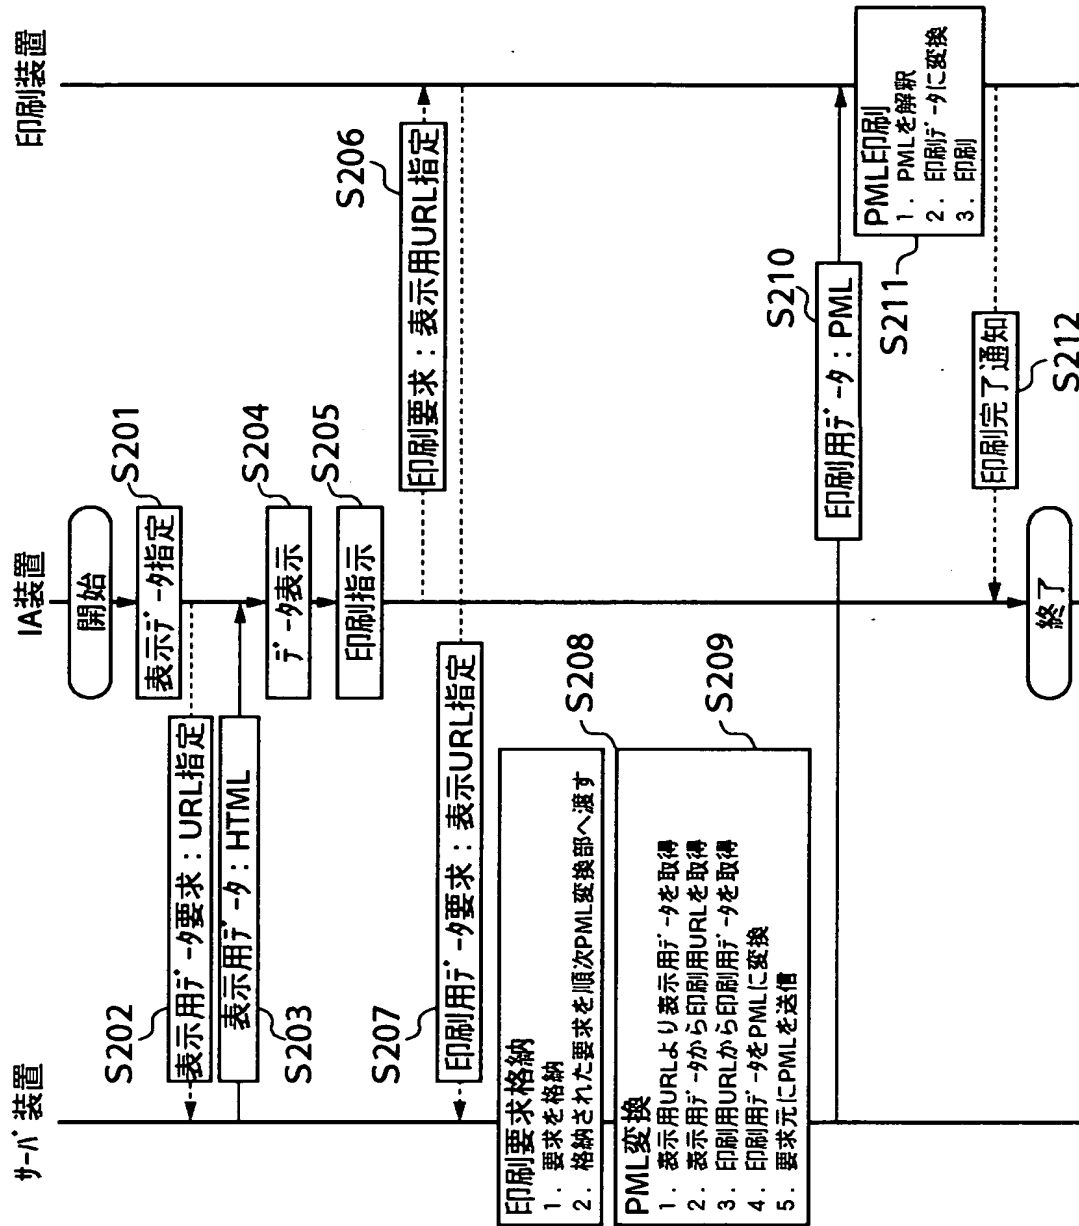 サーバ装置
IA装置
印刷装置
開始
表示データ指定
S201
表示用データ要求：URL指定
S202
表示用データ：HTML
S203
データ表示
S204
印刷指示
S205
印刷要求：表示用URL指定
S206
印刷用データ要求：表示URL指定
S207
印刷要求格納
1．要求を格納
2．格納された要求を順次PML変換部へ渡す
S208
PML変換
1．表示用URLより表示用データを取得
2．表示用データから印刷用URLを取得
3．印刷用URLから印刷用データを取得
4．印刷用データをPMLに変換
5．要求元にPMLを送信
S209
印刷用データ：PML
S210
PML印刷
1．PMLを解釈
2．印刷データに変換
3．印刷
S211
印刷完了通知
S212
終了